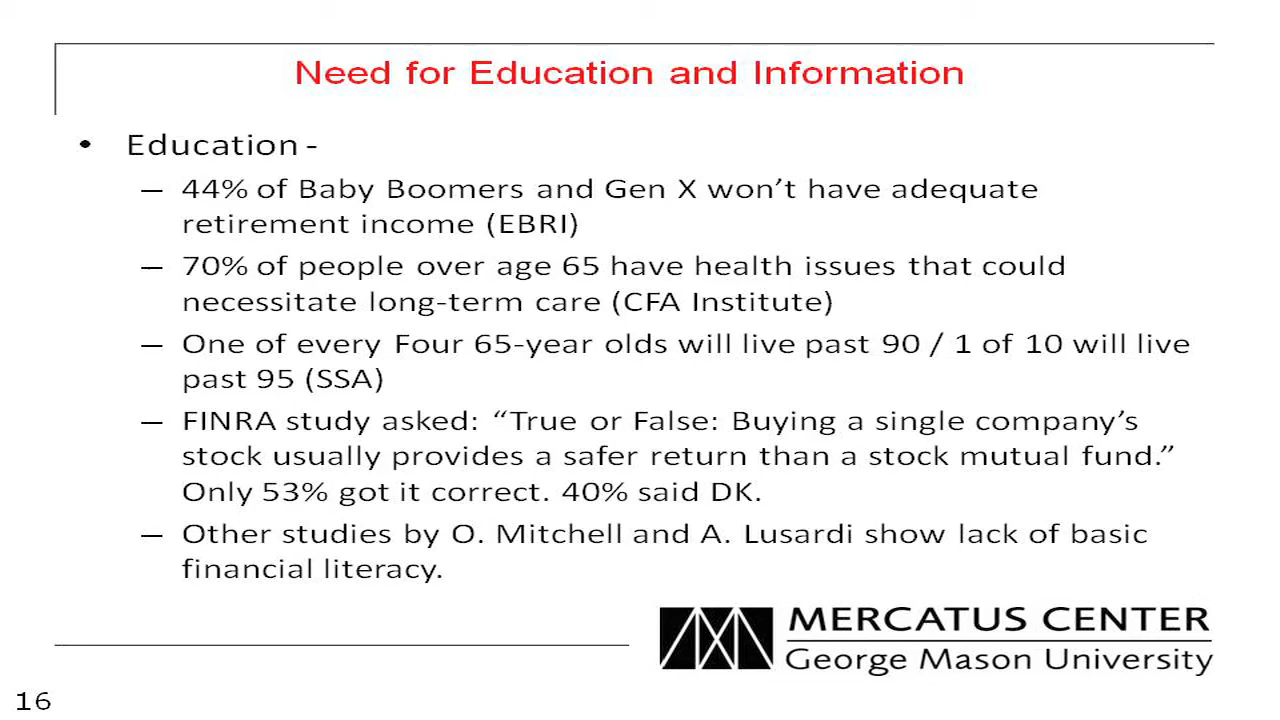 Need for Education and Information
• Education -
– 44% of Baby Boomers and Gen X won’t have adequate
retirement income (EBRI)
– 70% of people over age 65 have health issues that could
necessitate long-term care (CFA Institute)
– One of every Four 65-year olds will live past 90 / 1 of 10 will live
past 95 (SSA)
– FINRA study asked: “True or False: Buying a single company’s
stock usually provides a safer return than a stock mutual fund.”
Only 53% got it correct. 40% said DK.
– Other studies by O. Mitchell and A. Lusardi show lack of basic
financial literacy.
MERCATUS CENTER
George Mason University
16